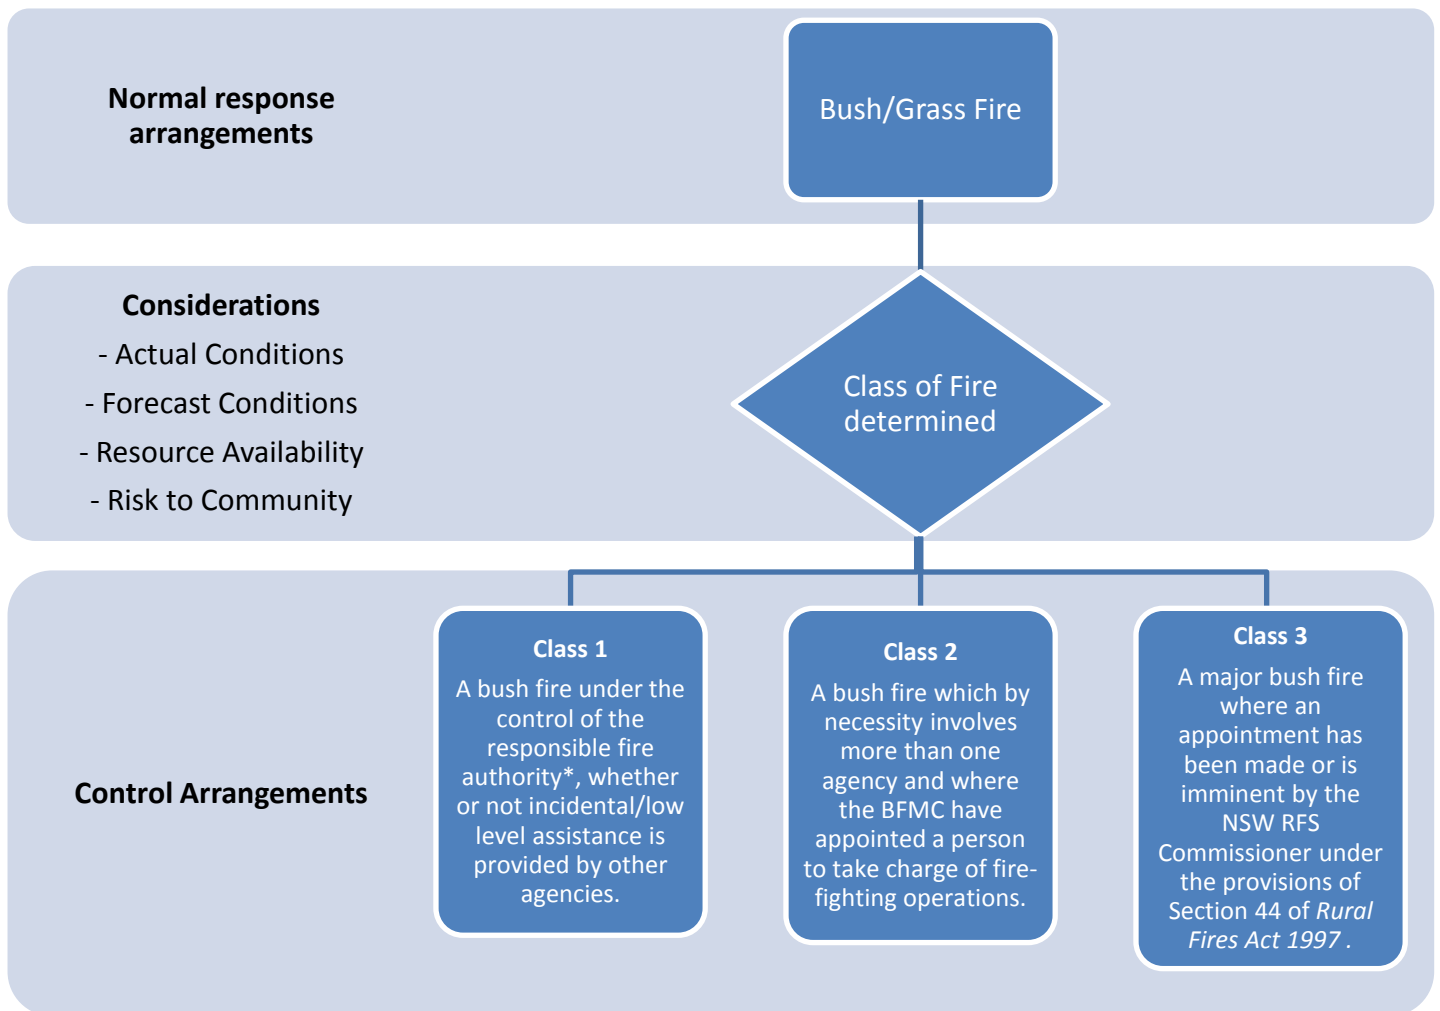 Normal response
arrangements
Bush/Grass Fire
Considerations
- Actual Conditions
- Forecast Conditions
- Resource Availability
- Risk to Community
Class of Fire
determined
Control Arrangements
Class 1
A bush fire under the
control of the
responsible fire
authority*, whether
or not incidental/low
level assistance is
provided by other
agencies.
Class 2
A bush fire which by
necessity involves
more than one
agency and where
the BFMC have
appointed a person
to take charge of fire-
fighting operations.
Class 3
A major bush fire
where an
appointment has
been made or is
imminent by the
NSW RFS
Commissioner under
the provisions of
Section 44 of Rural
Fires Act 1997 .